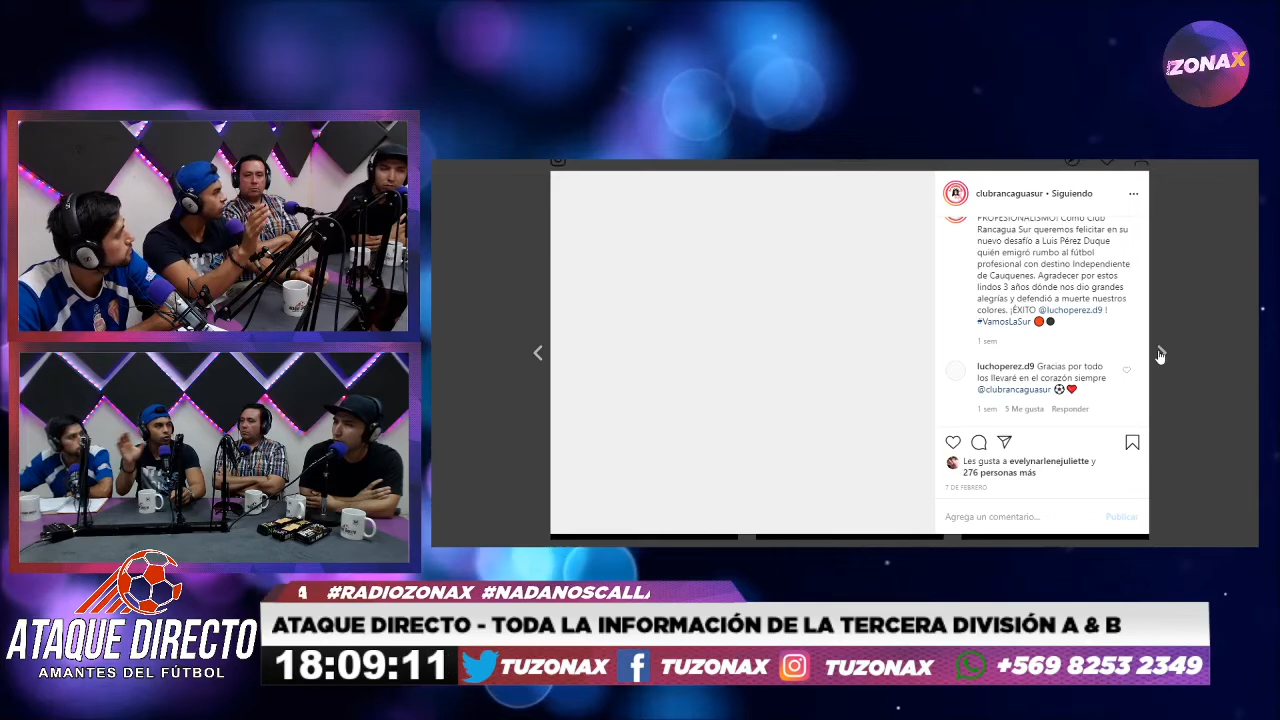 ZONAX
clubrancaguasur • Siguiendo
PROFESIONALISMO! Como Club
Rancagua Sur queremos felicitar en su
nuevo desafío a Luis Pérez Duque
quién emigró rumbo al fútbol
profesional con destino Independiente
de Cauquenes. Agradecer por estos
lindos 3 años dónde nos dio grandes
alegrías y defendió a muerte nuestros
colores. ¡ÉXITO @luchoperez.d9 !
#VamosLaSur
1 sem
luchoperez.d9 Gracias por todo
los llevaré en el corazón siempre
@clubrancaguasur
1 sem 5 Me gusta Responder
Les gusta a evelynarlenejuliette y
276 personas más
7 DE FEBRERO
Agrega un comentario... Publicar
#RADIOZONAX #NADANOSCALLA
ATAQUE DIRECTO
AMANTES DEL FÚTBOL
ATAQUE DIRECTO - TODA LA INFORMACIÓN DE LA TERCERA DIVISIÓN A & B
18:09:11 TUZONAX TUZONAX TUZONAX +569 8253 2349